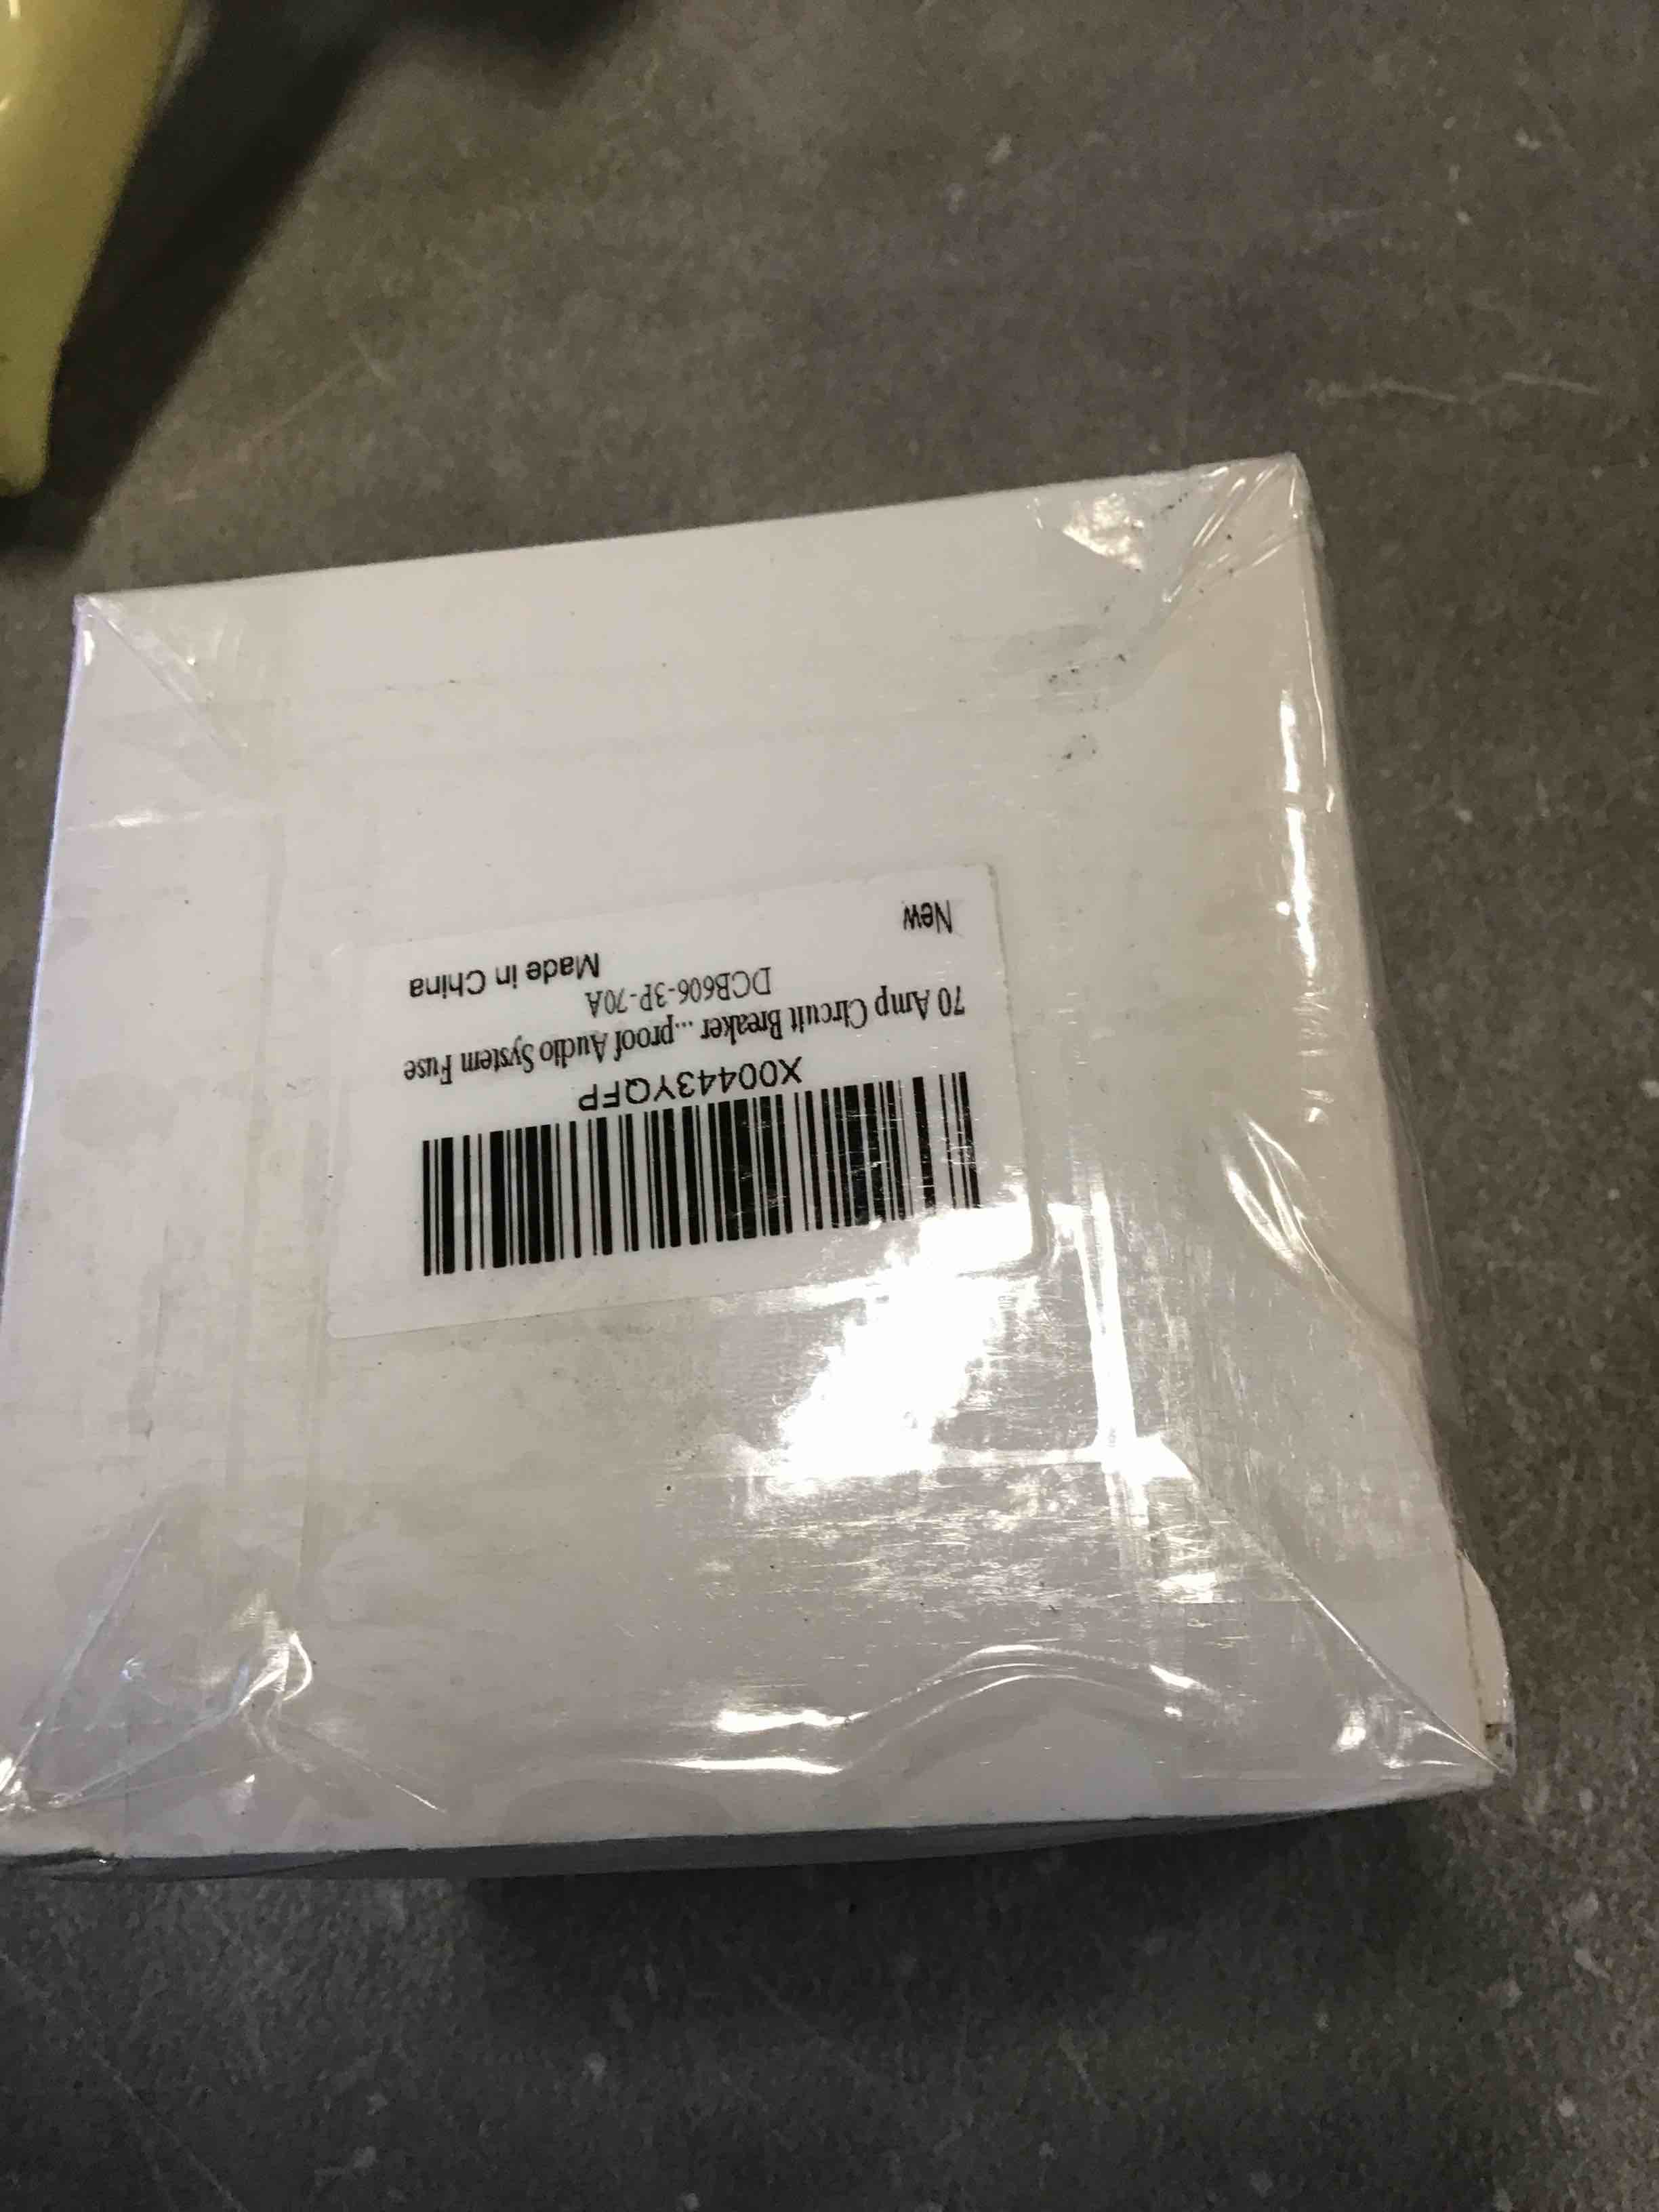 X00443YQFP
70 Amp Circuit Breaker ...proof Audio System Fuse
DCB606-3P-70A
Made in China
New